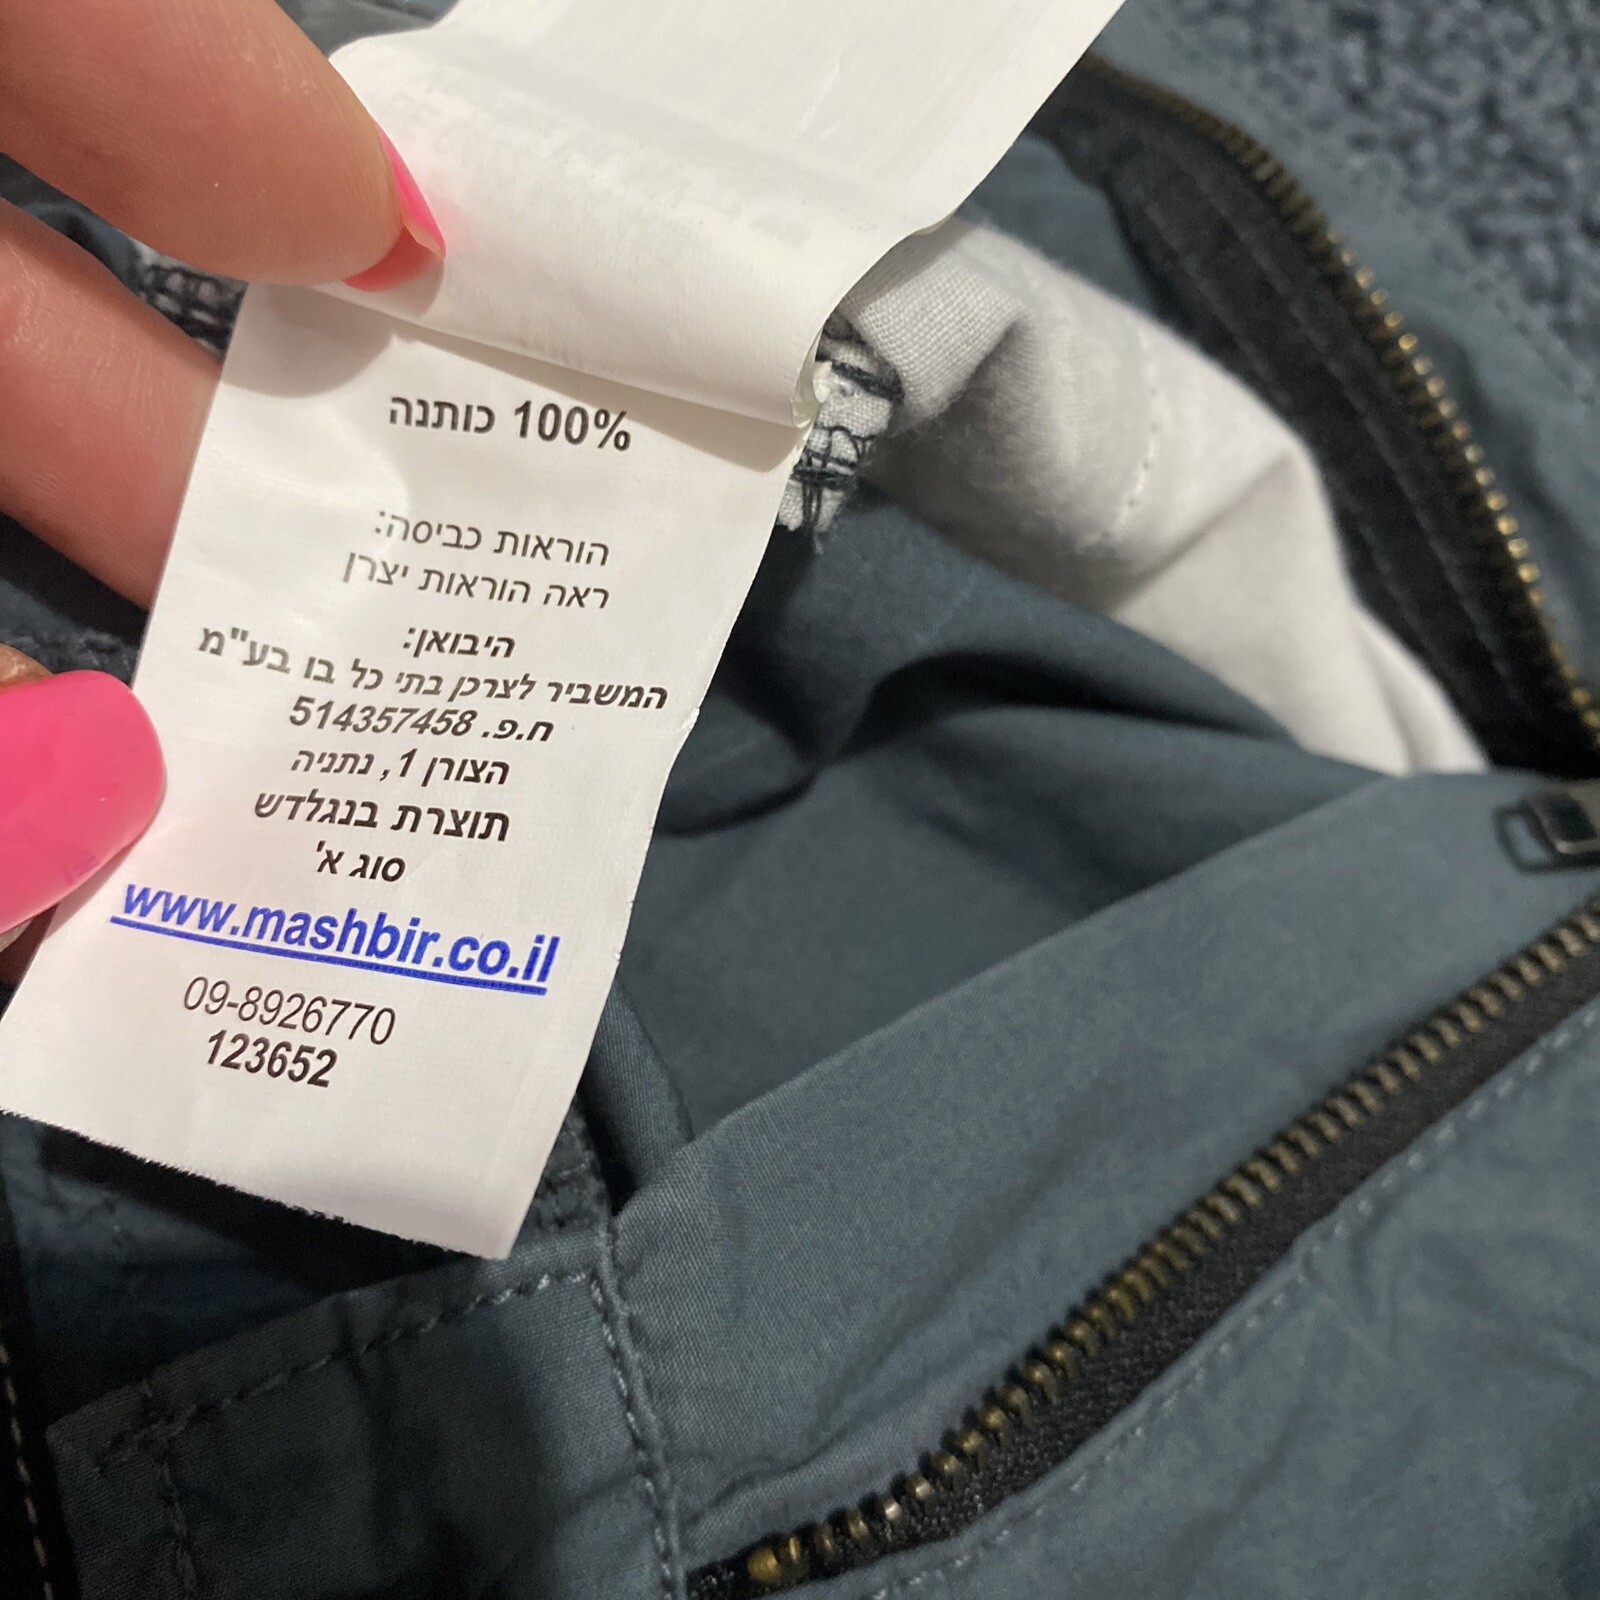 100% כותנה
הוראות כביסה:
ראה הוראות יצרן
היבואן:
המשביר לצרכן בתי כל בו בע"מ
ח.פ. 514357458
הצורן 1, נתניה
תוצרת בנגלדש
סוג א'
www.mashbir.co.il
09-8926770
123652